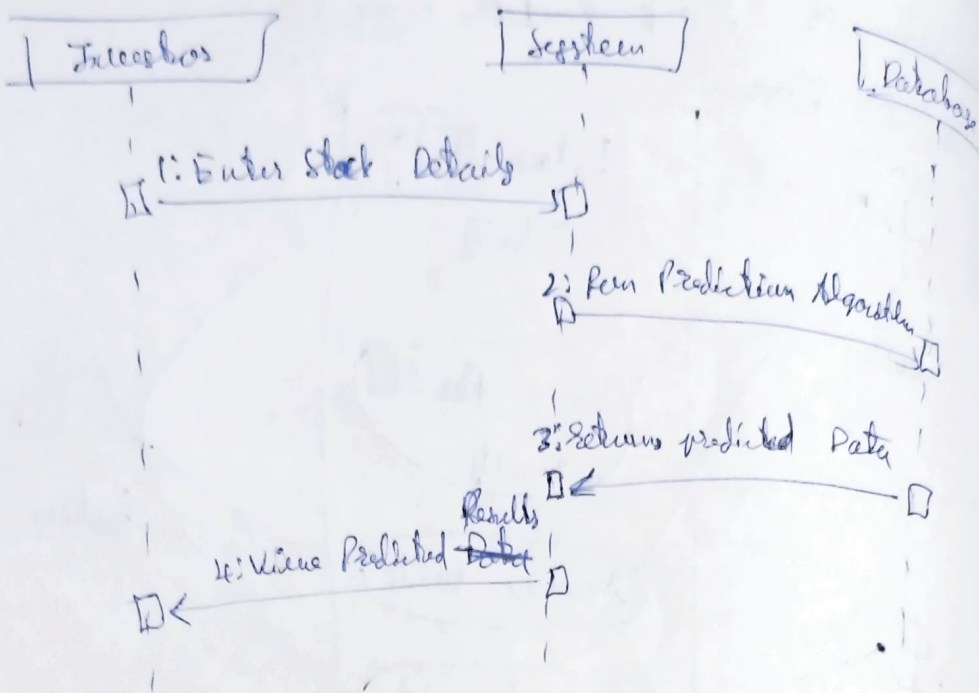 Investor
System
Database
1: Enter Stock Details
2: Run Prediction Algorithm
3: returns predicted Data
Results
4: View Predicted Data